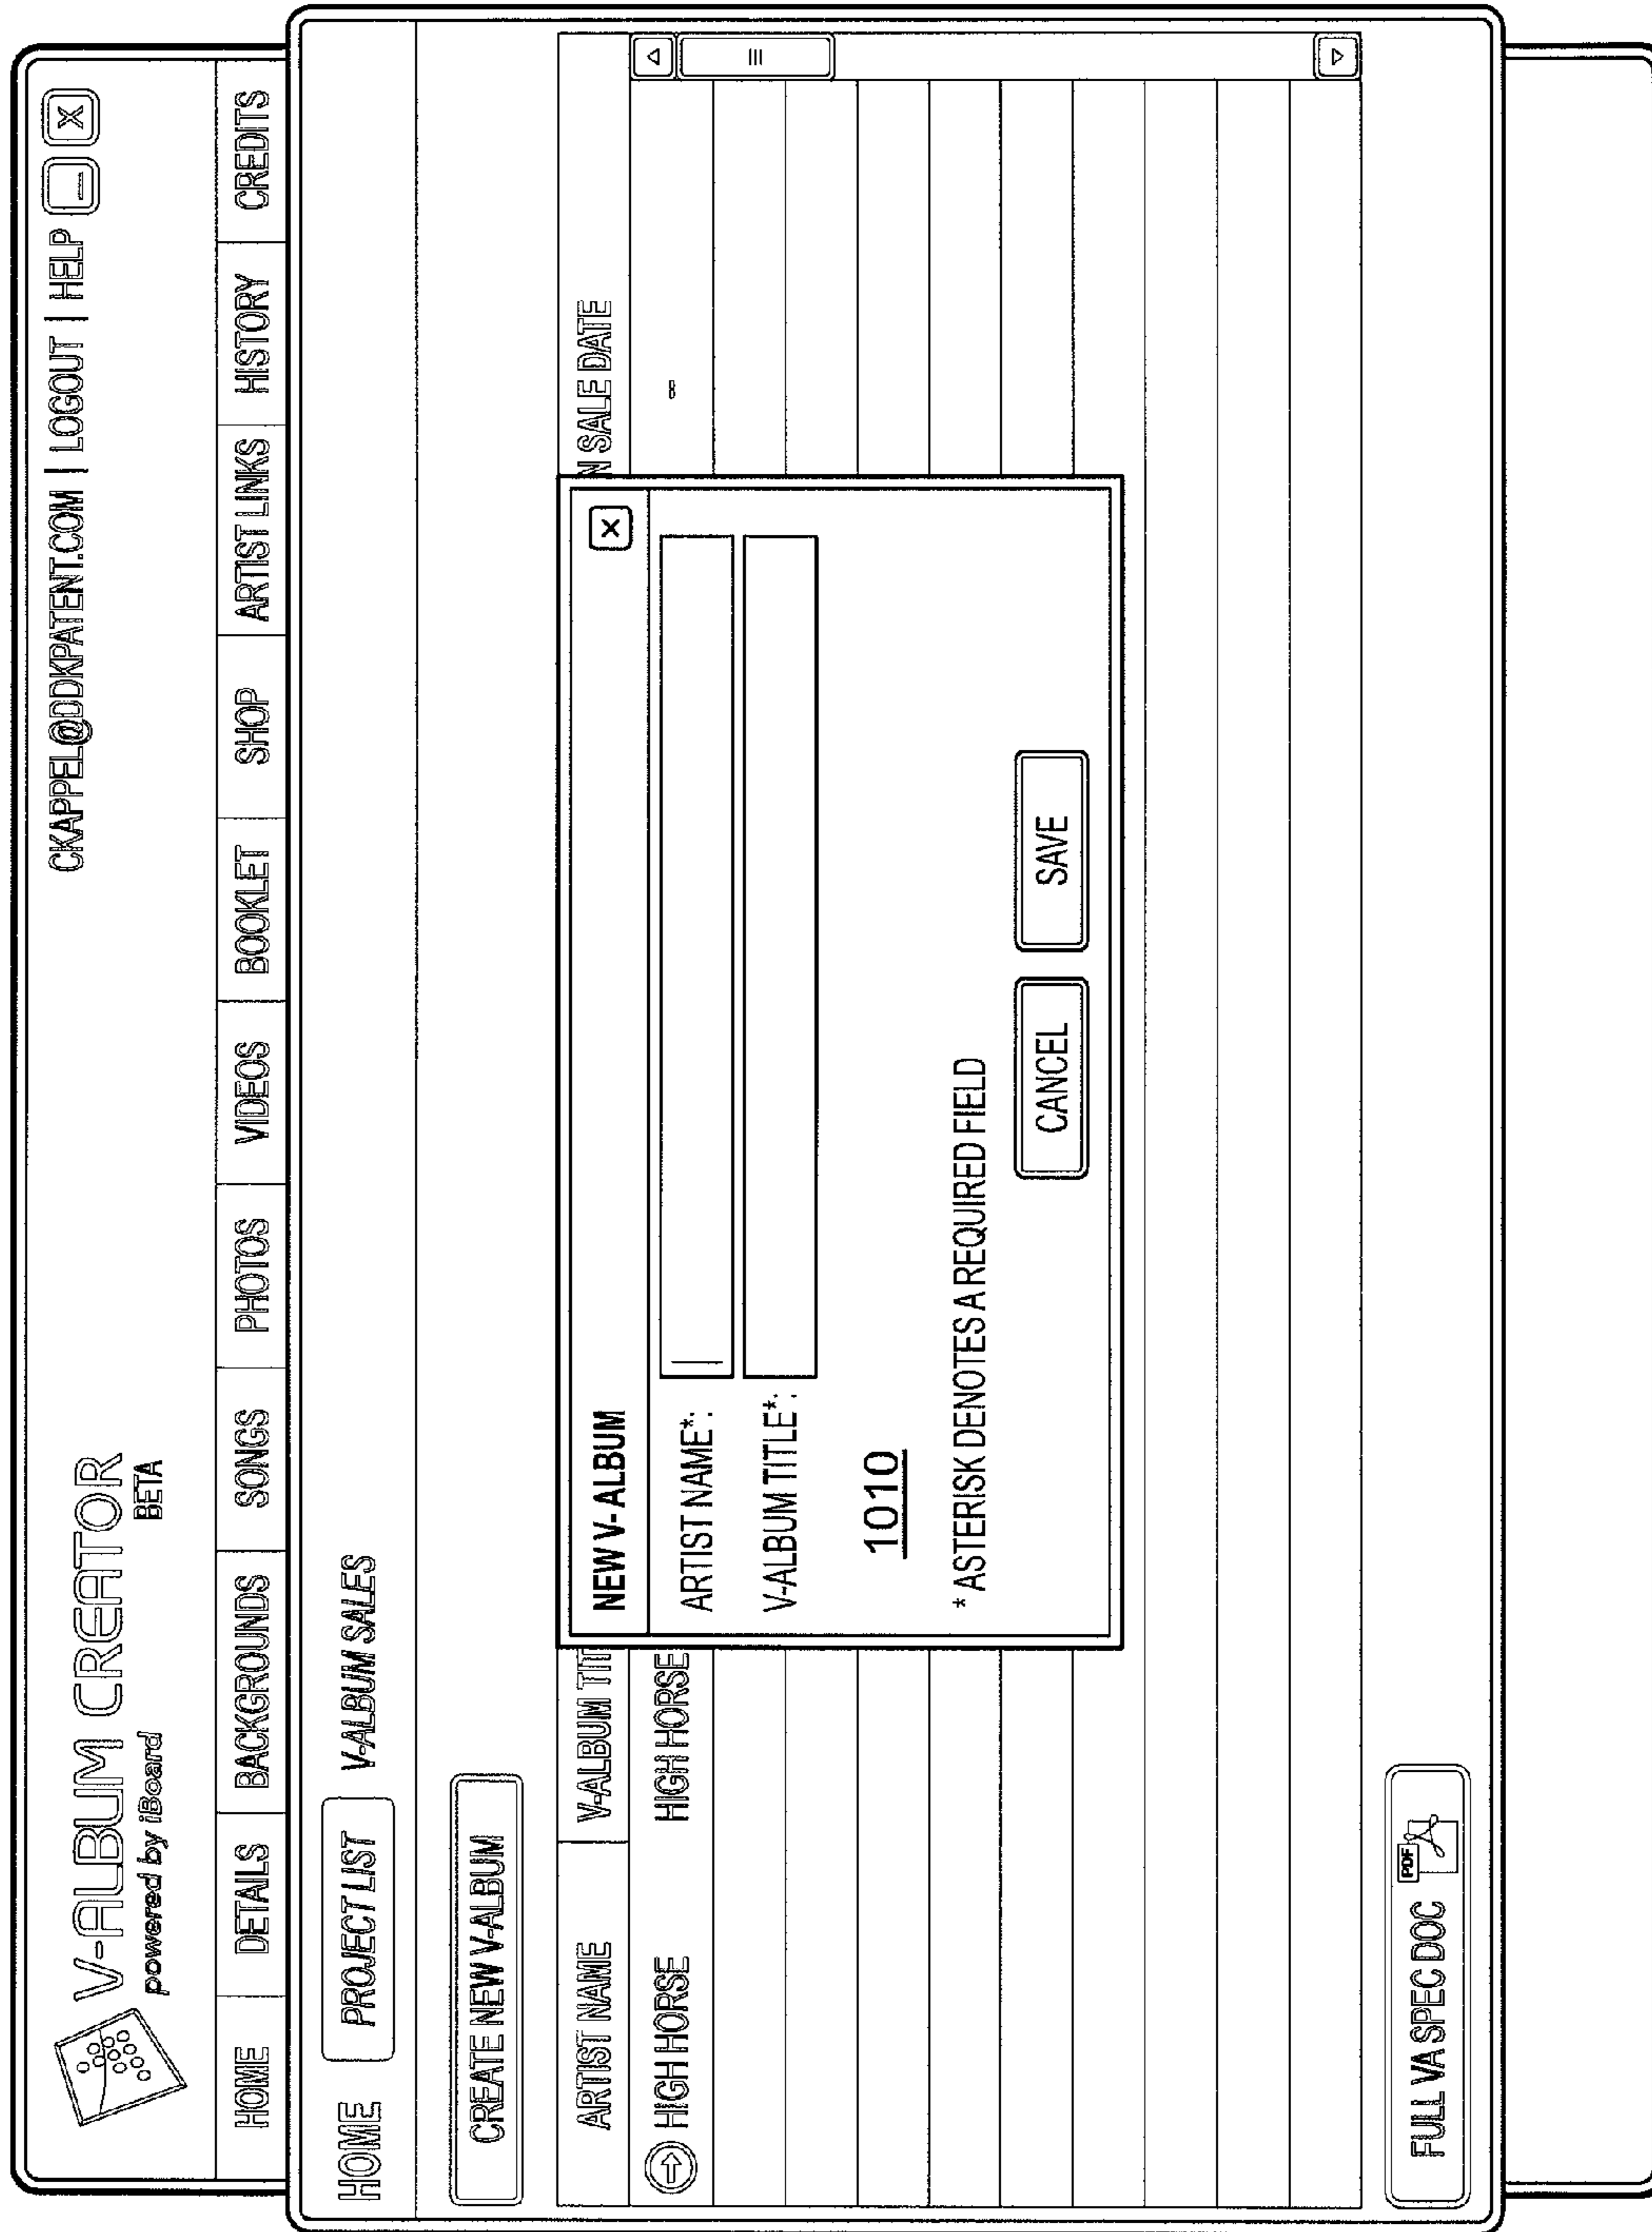 V-ALBUM CREATOR
BETA
powered by iBoard
CKAPPEL@DDKPATENT.COM | LOGOUT | HELP
HOME DETAILS BACKGROUNDS SONGS PHOTOS VIDEOS BOOKLET SHOP ARTIST LINKS HISTORY CREDITS
HOME PROJECT LIST V-ALBUM SALES
CREATE NEW V-ALBUM
ARTIST NAME V-ALBUM TIT N SALE DATE
HIGH HORSE HIGH HORSE
NEW V-ALBUM X
ARTIST NAME*:
V-ALBUM TITLE*:
1010
* ASTERISK DENOTES A REQUIRED FIELD
CANCEL SAVE
FULL VA SPEC DOC PDF